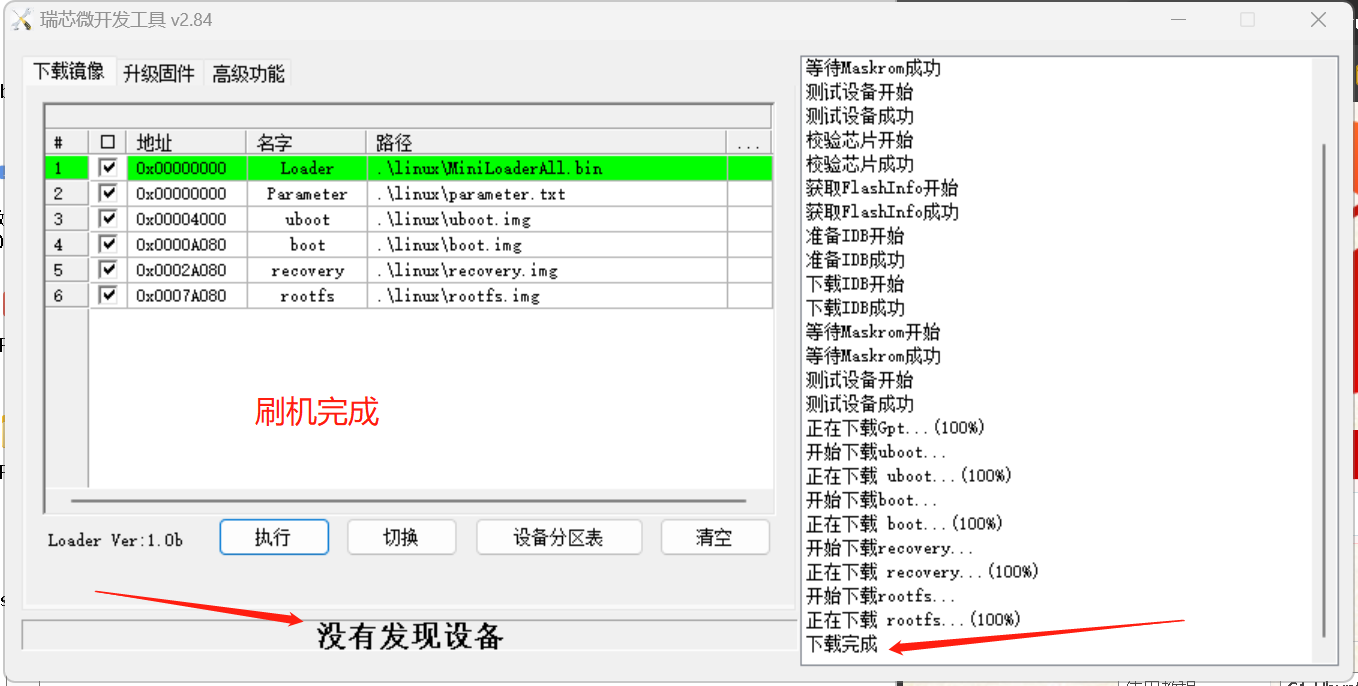 瑞芯微开发工具 v2.84
下载镜像 升级固件 高级功能
# 地址 名字 路径 ...
1 0x00000000 Loader .\linux\MiniLoaderAll.bin
2 0x00000000 Parameter .\linux\parameter.txt
3 0x00004000 uboot .\linux\uboot.img
4 0x0000A080 boot .\linux\boot.img
5 0x0002A080 recovery .\linux\recovery.img
6 0x0007A080 rootfs .\linux\rootfs.img
刷机完成
Loader Ver:1.0b 执行 切换 设备分区表 清空
没有发现设备
等待Maskrom成功
测试设备开始
测试设备成功
校验芯片开始
校验芯片成功
获取FlashInfo开始
获取FlashInfo成功
准备IDB开始
准备IDB成功
下载IDB开始
下载IDB成功
等待Maskrom开始
等待Maskrom成功
测试设备开始
测试设备成功
正在下载Gpt...(100%)
开始下载uboot...
正在下载 uboot...(100%)
开始下载boot...
正在下载 boot...(100%)
开始下载recovery...
正在下载 recovery...(100%)
开始下载rootfs...
正在下载 rootfs...(100%)
下载完成